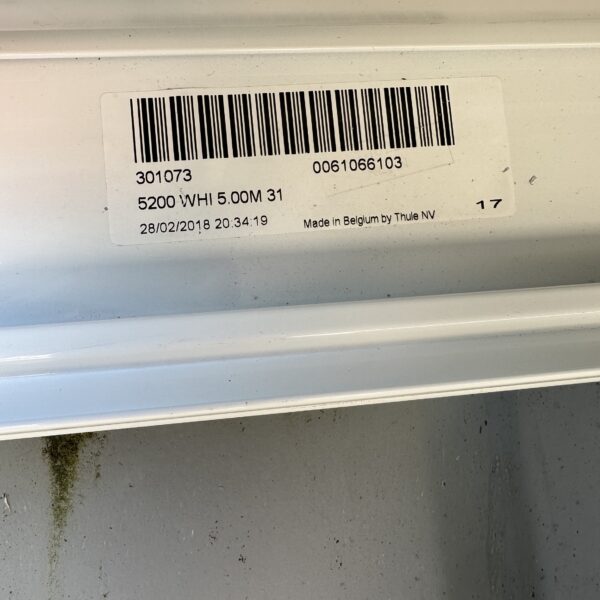 301073 0061066103
5200 WHI 5.00M 31
28/02/2018 20:34:19 Made in Belgium by Thule NV 17